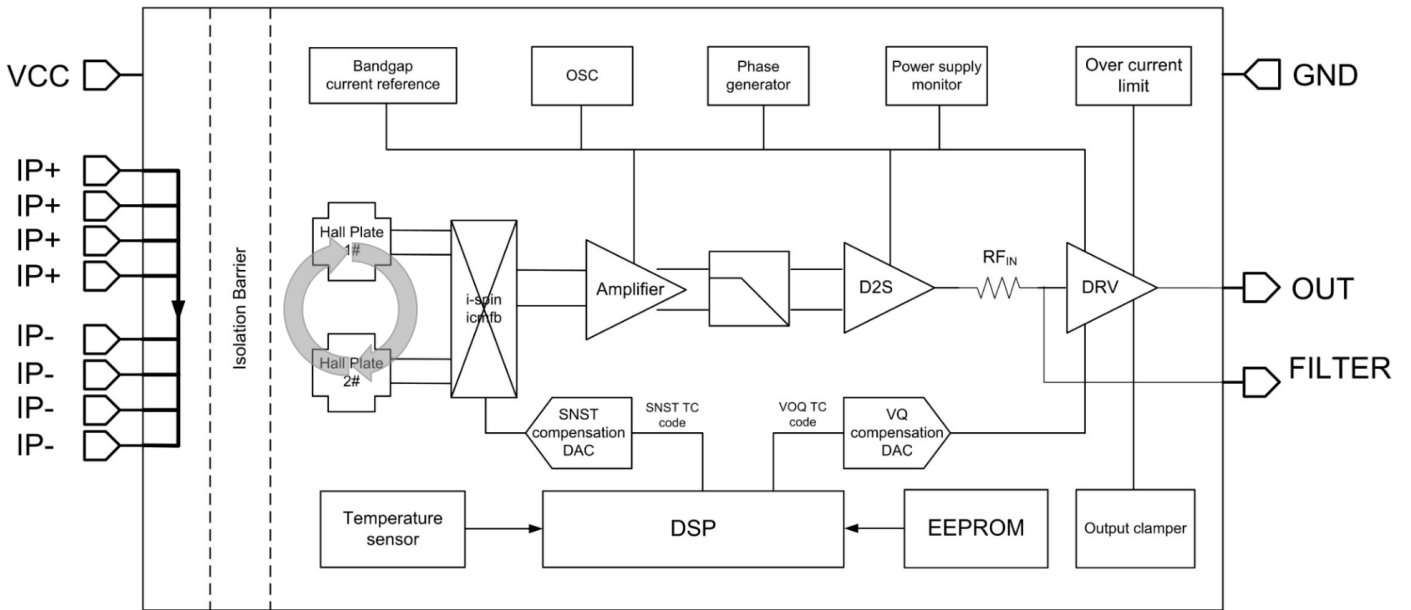 VCC
IP+
IP+
IP+
IP+
IP-
IP-
IP-
IP-
Isolation Barrier
Bandgap
current reference
OSC
Phase
generator
Power supply
monitor
Over current
limit
GND
Hall Plate
1#
Hall Plate
2#
i-spin
icmfb
Amplifier
D2S
RFIN
DRV
OUT
FILTER
SNST
compensation
DAC
SNST TC
code
VOQ TC
code
VQ
compensation
DAC
Temperature
sensor
DSP
EEPROM
Output clamper